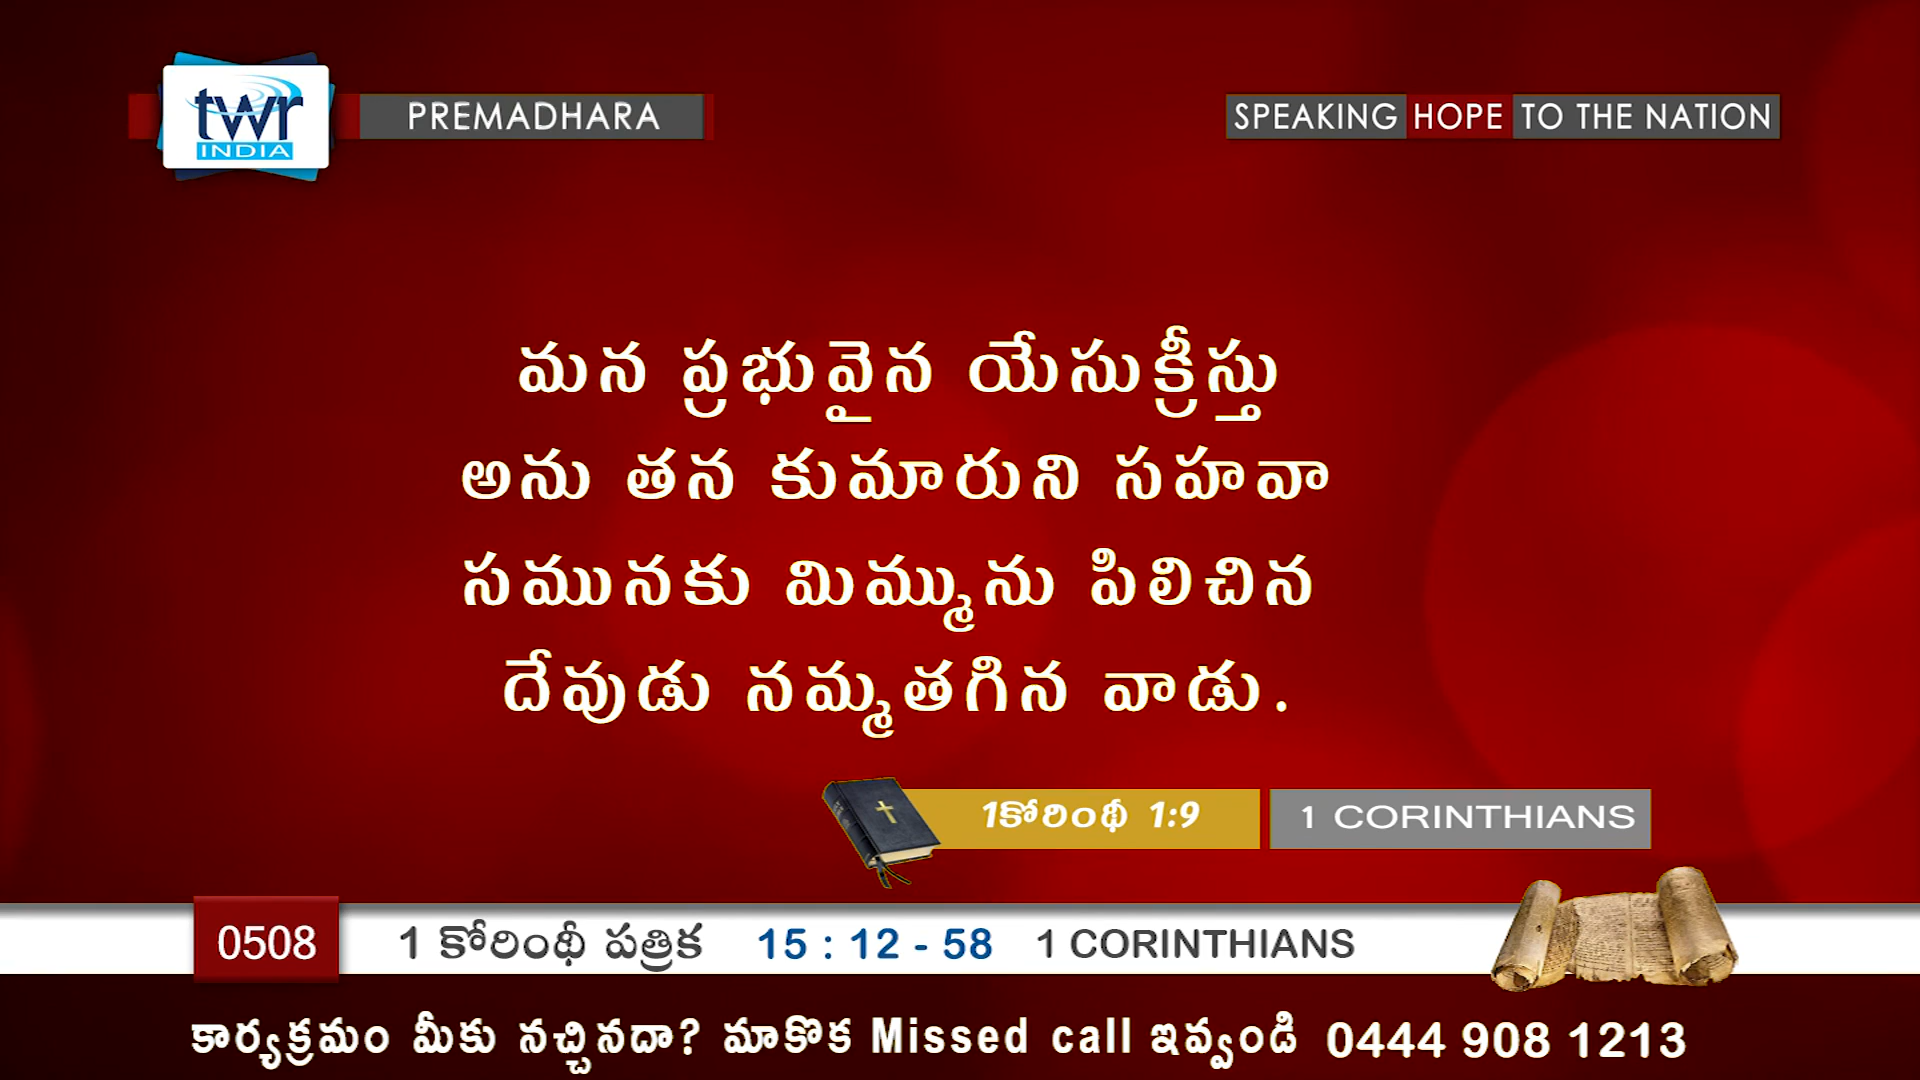 twr
INDIA
PREMADHARA
SPEAKING HOPE TO THE NATION
మన ప్రభువైన యేసుక్రీస్తు
అను తన కుమారుని సహవా
సమునకు మిమ్మును పిలిచిన
దేవుడు నమ్మతగిన వాడు.
1కోరింథీ 1:9
1 CORINTHIANS
0508
1 కోరింథీ పత్రిక 15 : 12 - 58 1 CORINTHIANS
కార్యక్రమం మీకు నచ్చినదా? మాకొక Missed call ఇవ్వండి 0444 908 1213